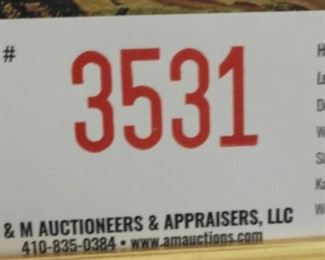 #
3531
& M AUCTIONEERS & APPRAISERS, LLC
410-835-0384 • www.amauctions.com